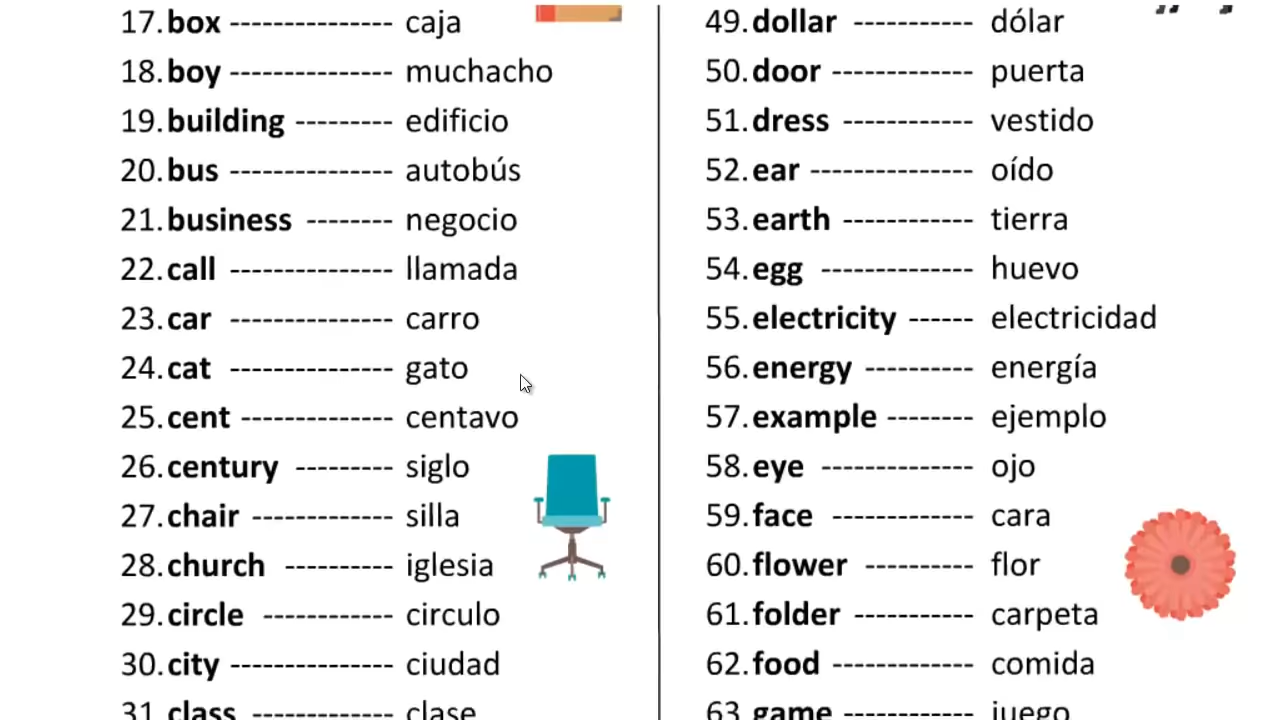 17. box --------------- caja
18. boy --------------- muchacho
19. building --------- edificio
20. bus --------------- autobús
21. business -------- negocio
22. call --------------- llamada
23. car --------------- carro
24. cat --------------- gato
25. cent -------------- centavo
26. century --------- siglo
27. chair ------------- silla
28. church ---------- iglesia
29. circle ------------ circulo
30. city --------------- ciudad
31. class ------------- clase
49. dollar ------------ dólar
50. door ------------- puerta
51. dress ------------ vestido
52. ear --------------- oído
53. earth ------------ tierra
54. egg -------------- huevo
55. electricity ------ electricidad
56. energy ---------- energía
57. example -------- ejemplo
58. eye -------------- ojo
59. face ------------- cara
60. flower ---------- flor
61. folder ----------- carpeta
62. food ------------- comida
63. game ------------ juego